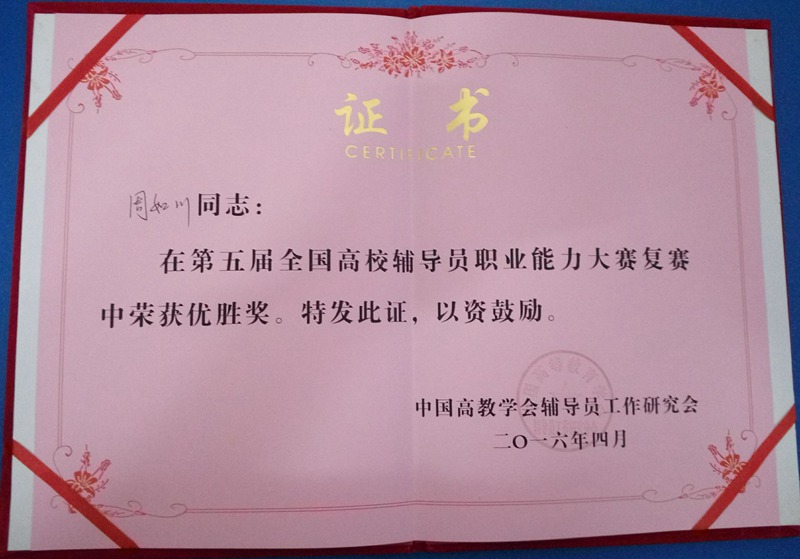 证 书
CERTIFICATE
周和川同志：
在第五届全国高校辅导员职业能力大赛复赛
中荣获优胜奖。特发此证，以资鼓励。
中国高教学会辅导员工作研究会
二〇一六年四月